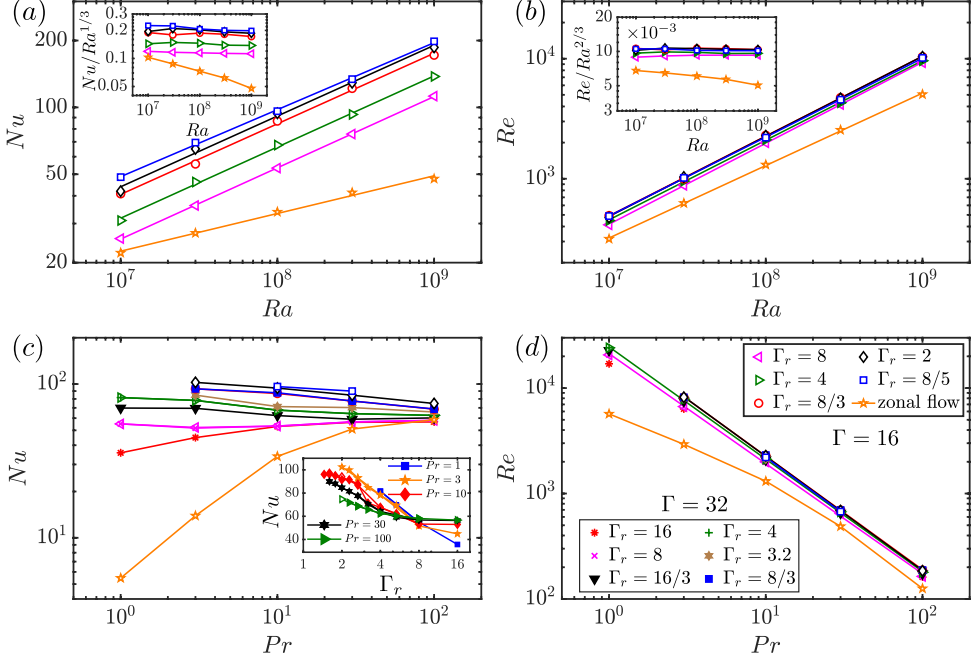 (a)
Nu
200
100
50
20
10^7
10^8
10^9
Ra
Nu/Ra^{1/3}
0.3
0.2
0.1
0.05
10^7
10^8
10^9
Ra
(b)
Re
10^4
10^3
10^7
10^8
10^9
Ra
Re/Ra^{2/3}
×10^{-3}
10
5
3
10^7
10^8
10^9
Ra
(c)
Nu
10^2
10^1
10^0
10^1
10^2
Pr
Nu
100
80
60
40
Pr = 1
Pr = 3
Pr = 10
Pr = 30
Pr = 100
1
2
4
8
16
Γ_r
(d)
Re
10^4
10^3
10^2
10^0
10^1
10^2
Pr
Γ_r = 8
Γ_r = 2
Γ_r = 4
Γ_r = 8/5
Γ_r = 8/3
zonal flow
Γ = 16
Γ = 32
Γ_r = 16
Γ_r = 4
Γ_r = 8
Γ_r = 3.2
Γ_r = 16/3
Γ_r = 8/3